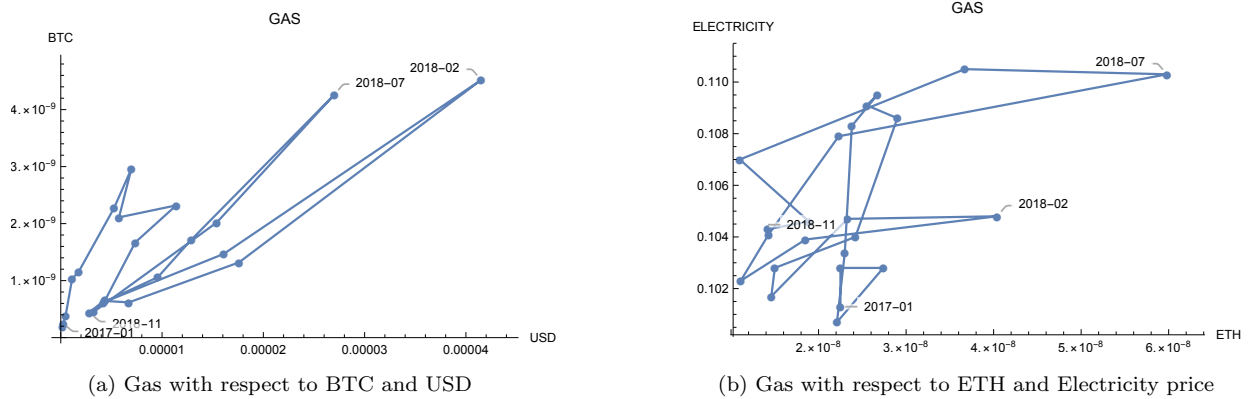 GAS
BTC
2018-02
2018-07
4.×10⁻⁹
3.×10⁻⁹
2.×10⁻⁹
1.×10⁻⁹
2018-11
2017-01
USD
0.00001 0.00002 0.00003 0.00004
(a) Gas with respect to BTC and USD
GAS
ELECTRICITY
2018-07
0.110
0.108
0.106
2018-02
2018-11
0.104
0.102
2017-01
ETH
2.×10⁻⁸ 3.×10⁻⁸ 4.×10⁻⁸ 5.×10⁻⁸ 6.×10⁻⁸
(b) Gas with respect to ETH and Electricity price